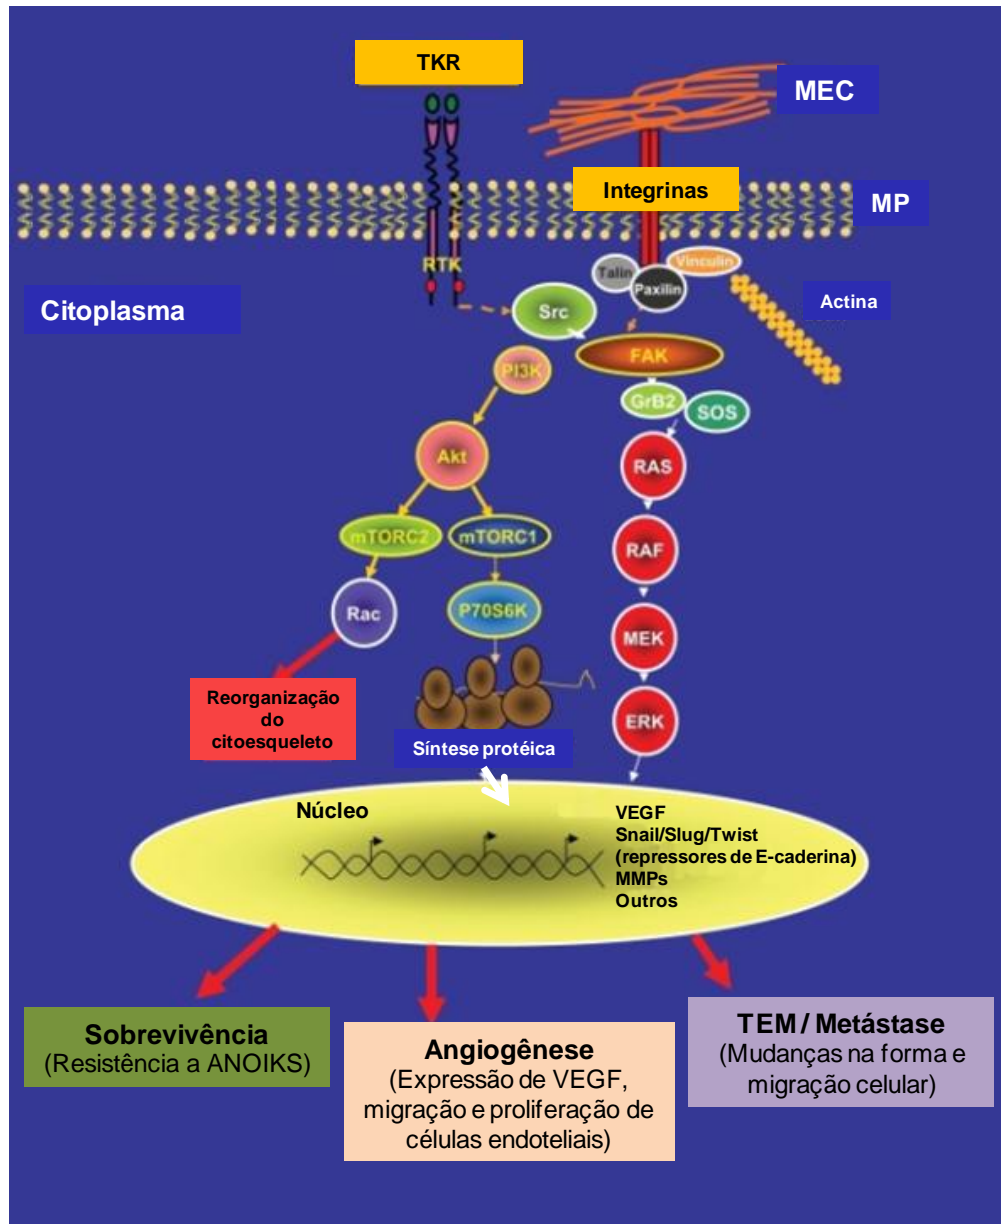 TKR
MEC
Integrinas
MP
RTK
Talin
Vinculin
Paxilin
Citoplasma
Src
Actina
FAK
PI3K
GrB2
SOS
Akt
RAS
mTORC2
mTORC1
RAF
Rac
P70S6K
MEK
Reorganização
do
citoesqueleto
ERK
Síntese protéica
Núcleo
VEGF
Snail/Slug/Twist
(repressores de E-caderina)
MMPs
Outros
Sobrevivência
(Resistência a ANOIKS)
Angiogênese
(Expressão de VEGF,
migração e proliferação de
células endoteliais)
TEM / Metástase
(Mudanças na forma e
migração celular)